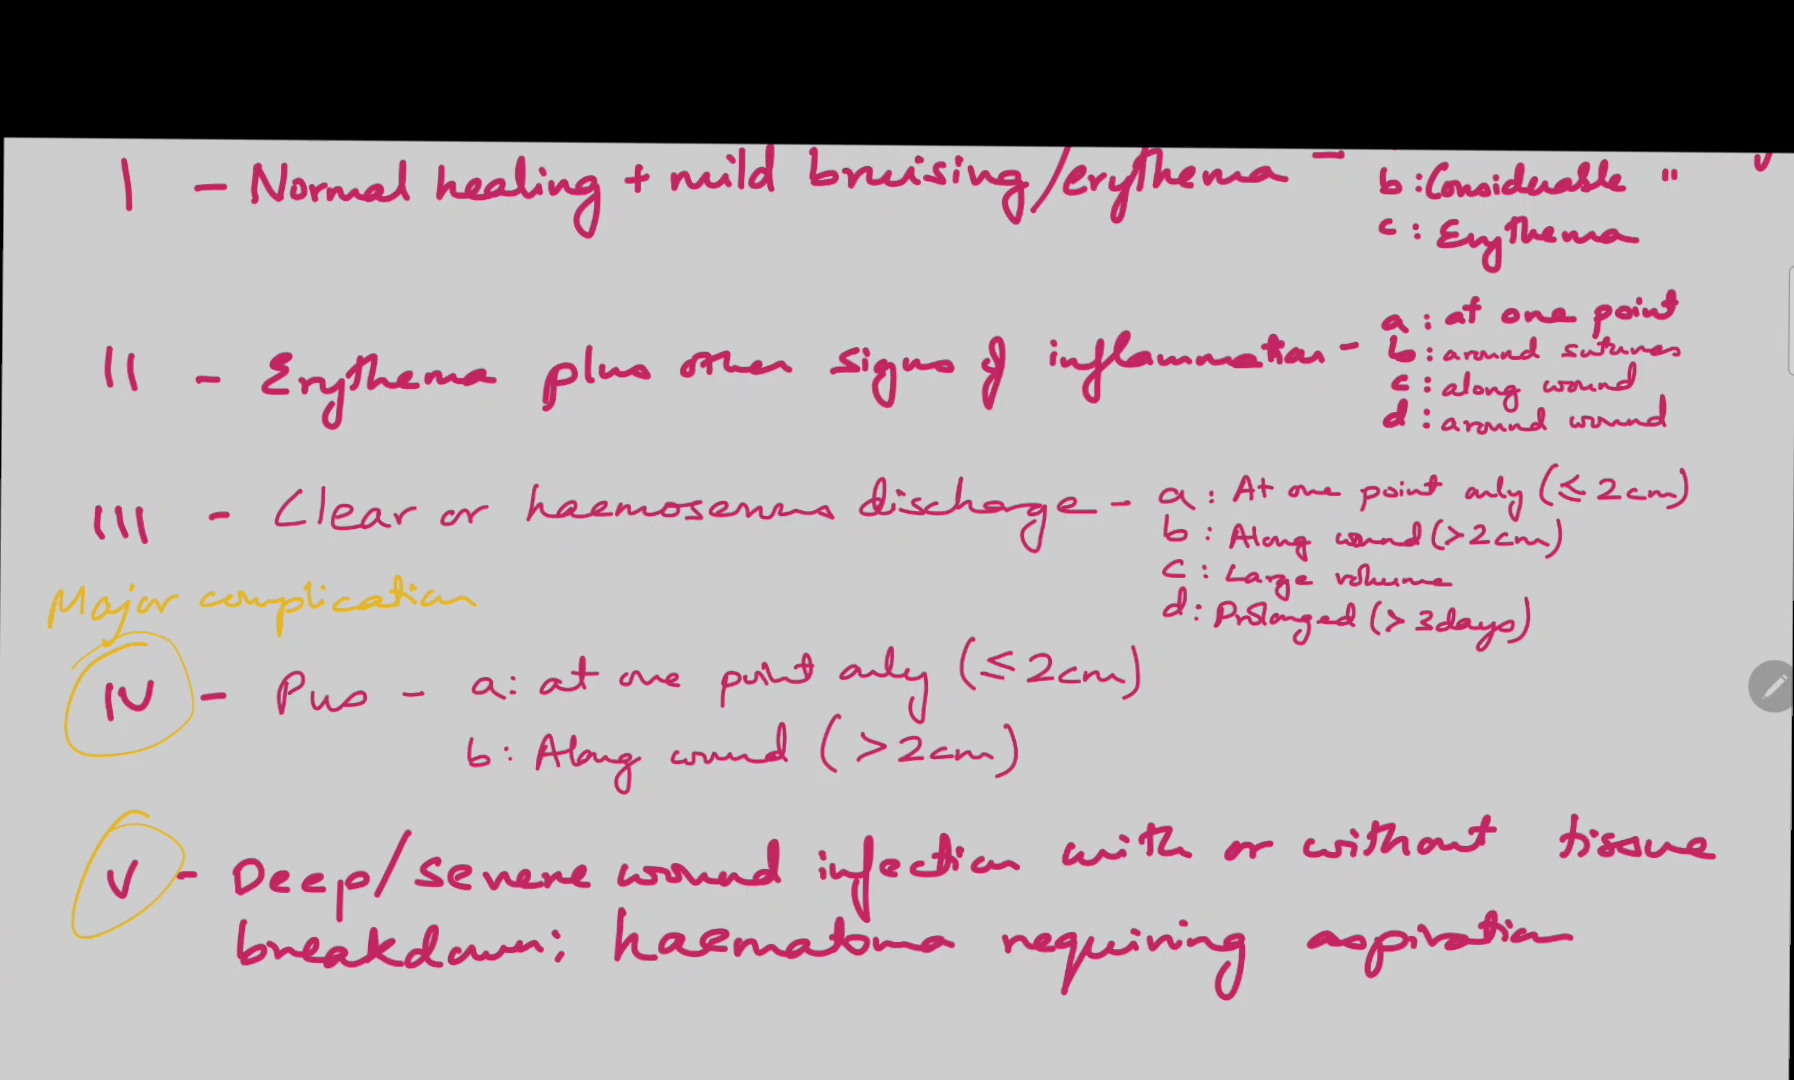 I - Normal healing + mild bruising/erythema -
b : Considerable "
c : Erythema
II - Erythema plus other signs of inflammation - a : at one point
b : around sutures
c : along wound
d : around wound
III - Clear or haemoserous discharge - a : At one point only (≤ 2cm)
b : Along wound (>2cm)
c : Large volume
d : Prolonged (> 3days)
Major complication
IV - Pus - a: at one point only (≤2cm)
b: Along wound (>2cm)
V - Deep/severe wound infection with or without tissue
breakdown; haematoma requiring aspiration